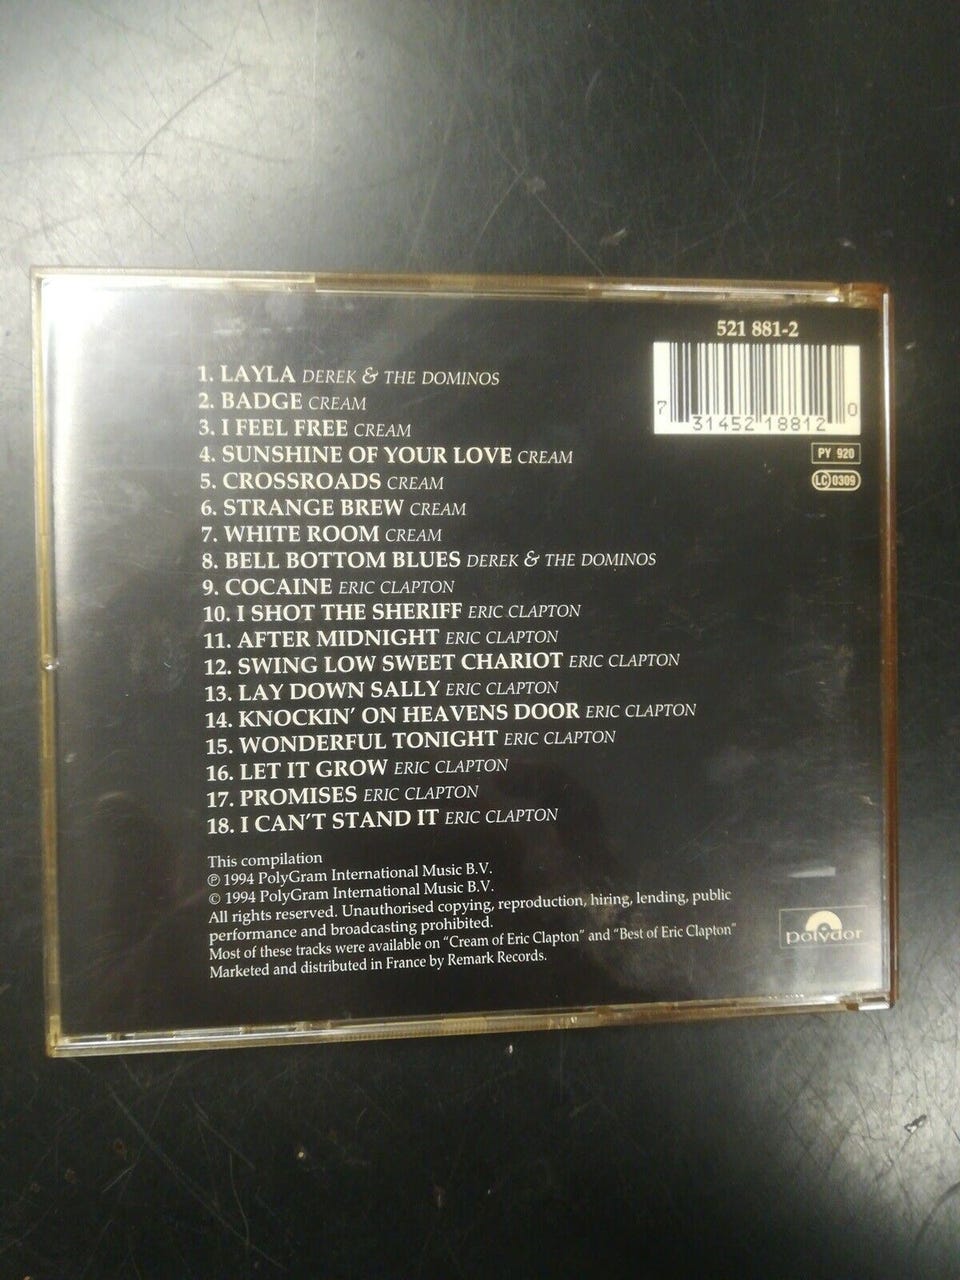 521 881-2
7 31452 18812 0
PY 920
LC 0309
1. LAYLA DEREK & THE DOMINOS
2. BADGE CREAM
3. I FEEL FREE CREAM
4. SUNSHINE OF YOUR LOVE CREAM
5. CROSSROADS CREAM
6. STRANGE BREW CREAM
7. WHITE ROOM CREAM
8. BELL BOTTOM BLUES DEREK & THE DOMINOS
9. COCAINE ERIC CLAPTON
10. I SHOT THE SHERIFF ERIC CLAPTON
11. AFTER MIDNIGHT ERIC CLAPTON
12. SWING LOW SWEET CHARIOT ERIC CLAPTON
13. LAY DOWN SALLY ERIC CLAPTON
14. KNOCKIN' ON HEAVENS DOOR ERIC CLAPTON
15. WONDERFUL TONIGHT ERIC CLAPTON
16. LET IT GROW ERIC CLAPTON
17. PROMISES ERIC CLAPTON
18. I CAN'T STAND IT ERIC CLAPTON
This compilation
℗ 1994 PolyGram International Music B.V.
© 1994 PolyGram International Music B.V.
All rights reserved. Unauthorised copying, reproduction, hiring, lending, public
performance and broadcasting prohibited.
Most of these tracks were available on "Cream of Eric Clapton" and "Best of Eric Clapton"
Marketed and distributed in France by Remark Records.
polydor